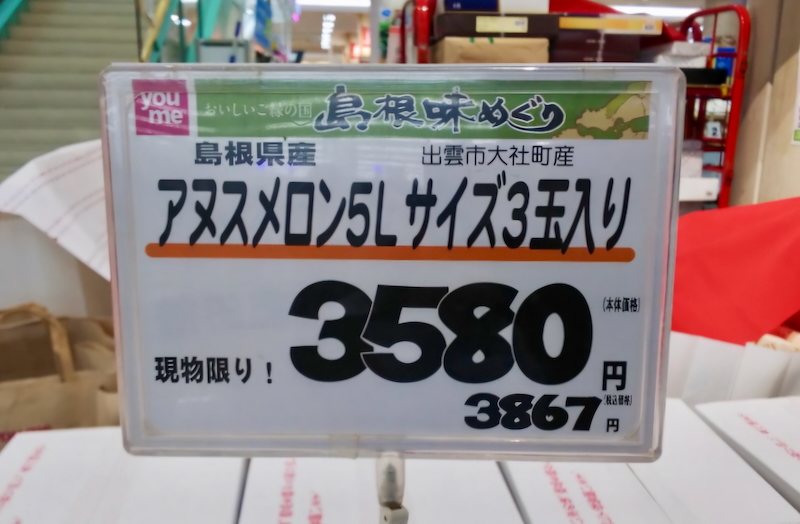 you me
おいしいご縁の国 島根味めぐり
島根県産 出雲市大社町産
アヌスメロン5L サイズ3玉入り
3580 (本体価格)
円
現物限り!
3867 (税込価格)
円